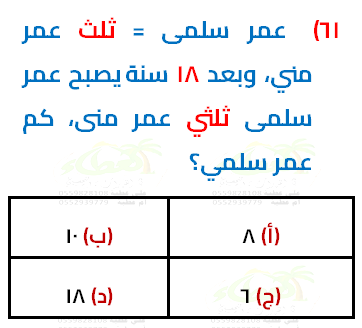 ٦١) عمر سلمى = ثلث عمر
مني، وبعد ١٨ سنة يصبح عمر
سلمى ثلثي عمر منى، كم
عمر سلمي؟
(أ) ٨
(ب) ١٠
(ج) ٦
(د) ١٨